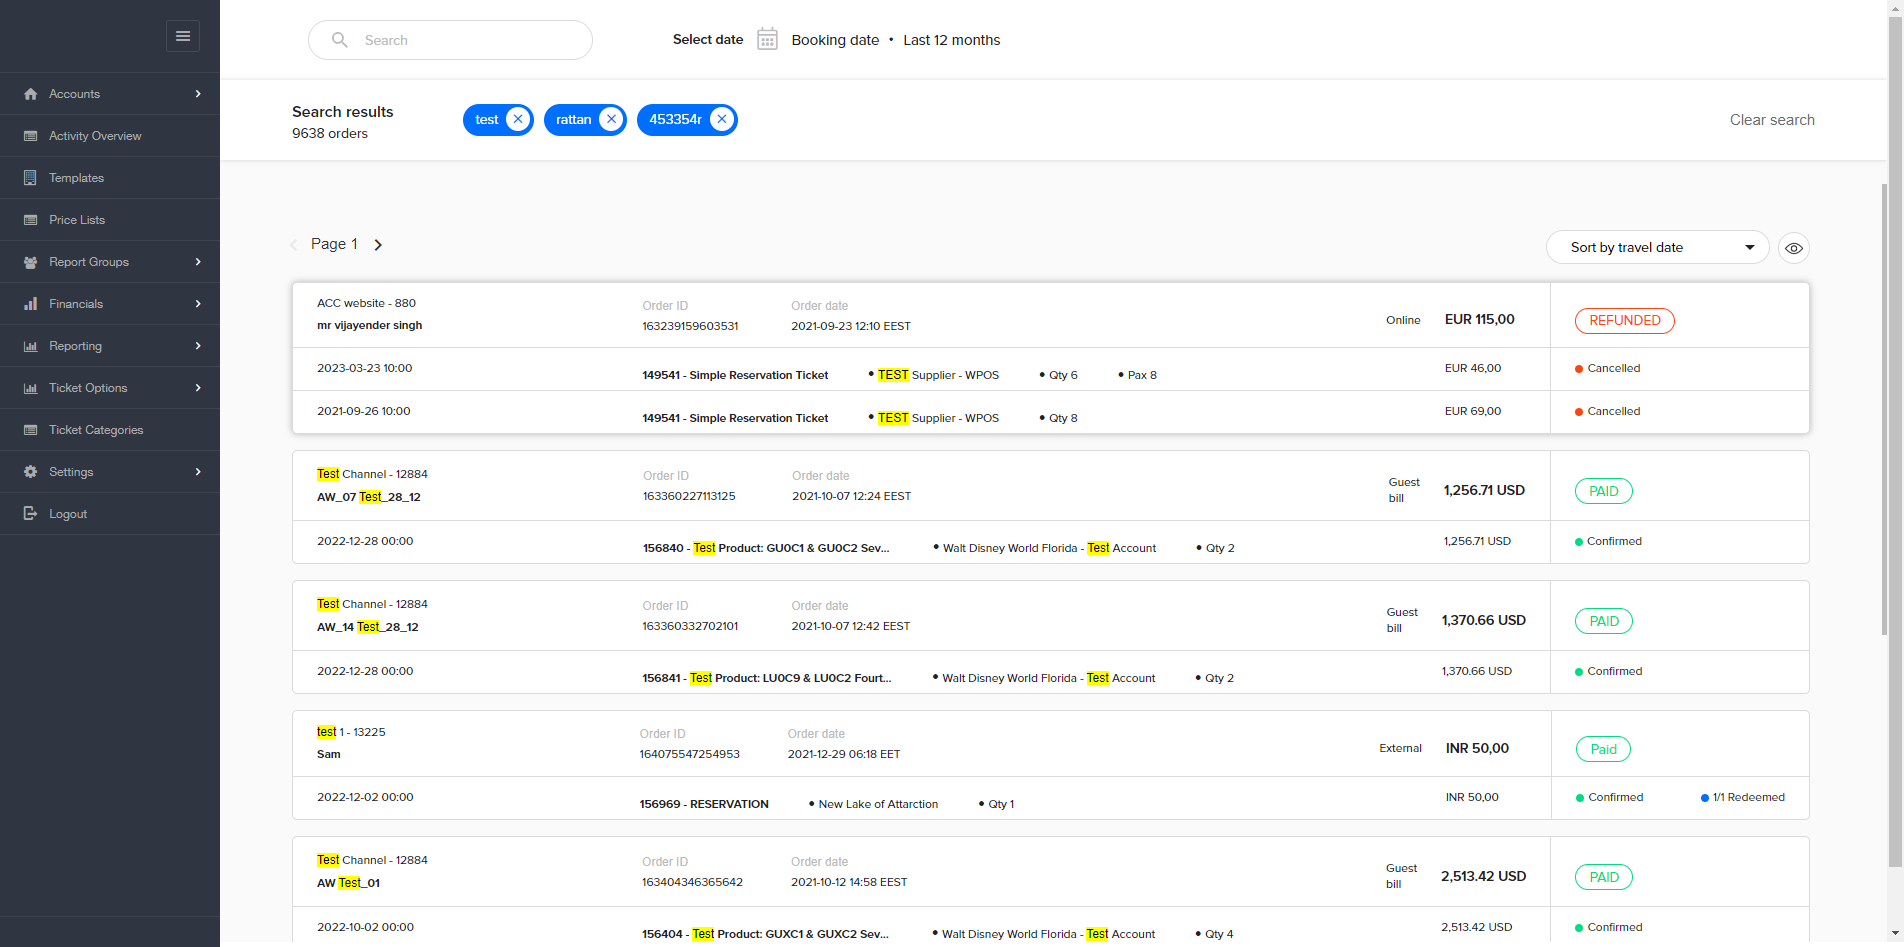 Search
Select date Booking date • Last 12 months
Accounts
Activity Overview
Templates
Price Lists
Report Groups
Financials
Reporting
Ticket Options
Ticket Categories
Settings
Logout
Search results
9638 orders
test
rattan
453354r
Clear search
Page 1
Sort by travel date
ACC website - 880
mr vijayender singh
Order ID
163239159603531
Order date
2021-09-23 12:10 EEST
Online
EUR 115,00
REFUNDED
2023-03-23 10:00
149541 - Simple Reservation Ticket • TEST Supplier - WPOS • Qty 6 • Pax 8
EUR 46,00
Cancelled
2021-09-26 10:00
149541 - Simple Reservation Ticket • TEST Supplier - WPOS • Qty 8
EUR 69,00
Cancelled
Test Channel - 12884
AW_07 Test_28_12
Order ID
163360227113125
Order date
2021-10-07 12:24 EEST
Guest
bill
1,256.71 USD
PAID
2022-12-28 00:00
156840 - Test Product: GU0C1 & GU0C2 Sev... • Walt Disney World Florida - Test Account • Qty 2
1,256.71 USD
Confirmed
Test Channel - 12884
AW_14 Test_28_12
Order ID
163360332702101
Order date
2021-10-07 12:42 EEST
Guest
bill
1,370.66 USD
PAID
2022-12-28 00:00
156841 - Test Product: LU0C9 & LU0C2 Fourt... • Walt Disney World Florida - Test Account • Qty 2
1,370.66 USD
Confirmed
test 1 - 13225
Sam
Order ID
164075547254953
Order date
2021-12-29 06:18 EET
External
INR 50,00
Paid
2022-12-02 00:00
156969 - RESERVATION • New Lake of Attarction • Qty 1
INR 50,00
Confirmed
1/1 Redeemed
Test Channel - 12884
AW Test_01
Order ID
163404346365642
Order date
2021-10-12 14:58 EEST
Guest
bill
2,513.42 USD
PAID
2022-10-02 00:00
156404 - Test Product: GUXC1 & GUXC2 Sev... • Walt Disney World Florida - Test Account • Qty 4
2,513.42 USD
Confirmed